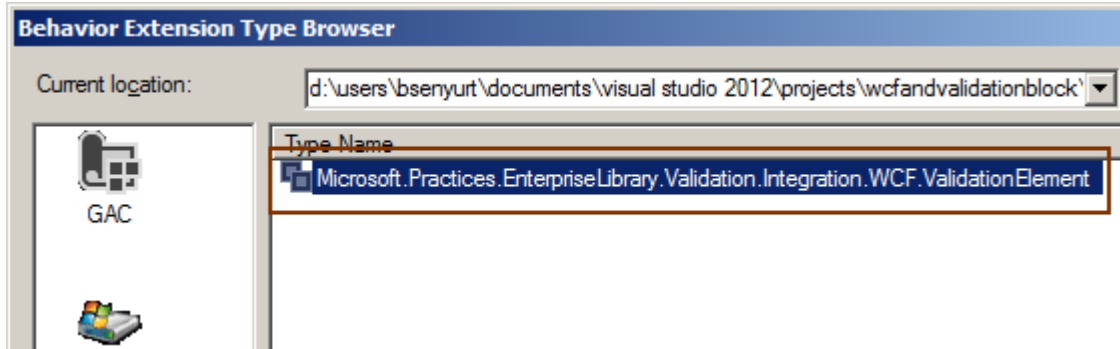 Behavior Extension Type Browser
Current location:
d:\users\bsenyurt\documents\visual studio 2012\projects\wcfandvalidationblock\
Type Name
Microsoft.Practices.EnterpriseLibrary.Validation.Integration.WCF.ValidationElement
GAC